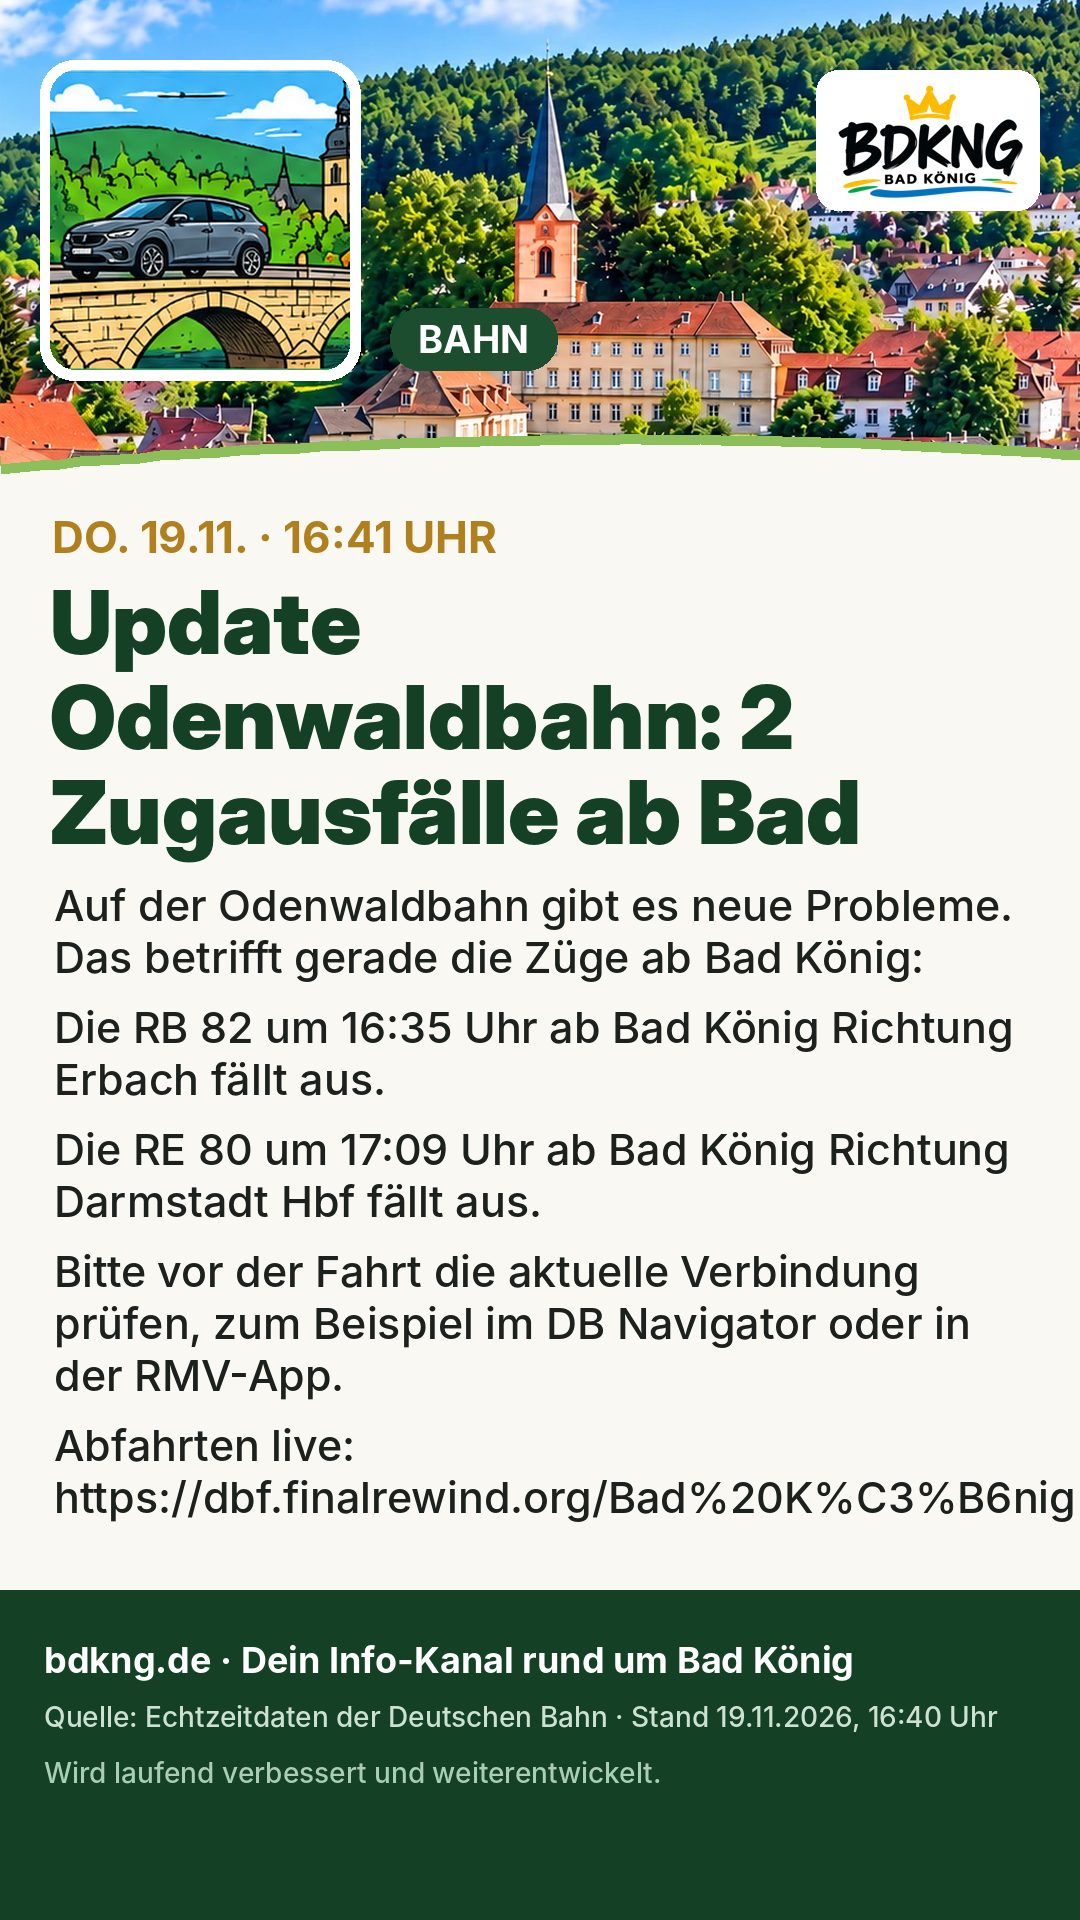 BDKNG
BAD KÖNIG
BAHN
DO. 19.11. · 16:41 UHR
Update
Odenwaldbahn: 2
Zugausfälle ab Bad
Auf der Odenwaldbahn gibt es neue Probleme.
Das betrifft gerade die Züge ab Bad König:
Die RB 82 um 16:35 Uhr ab Bad König Richtung
Erbach fällt aus.
Die RE 80 um 17:09 Uhr ab Bad König Richtung
Darmstadt Hbf fällt aus.
Bitte vor der Fahrt die aktuelle Verbindung
prüfen, zum Beispiel im DB Navigator oder in
der RMV-App.
Abfahrten live:
https://dbf.finalrewind.org/Bad%20K%C3%B6nig
bdkng.de · Dein Info-Kanal rund um Bad König
Quelle: Echtzeitdaten der Deutschen Bahn · Stand 19.11.2026, 16:40 Uhr
Wird laufend verbessert und weiterentwickelt.